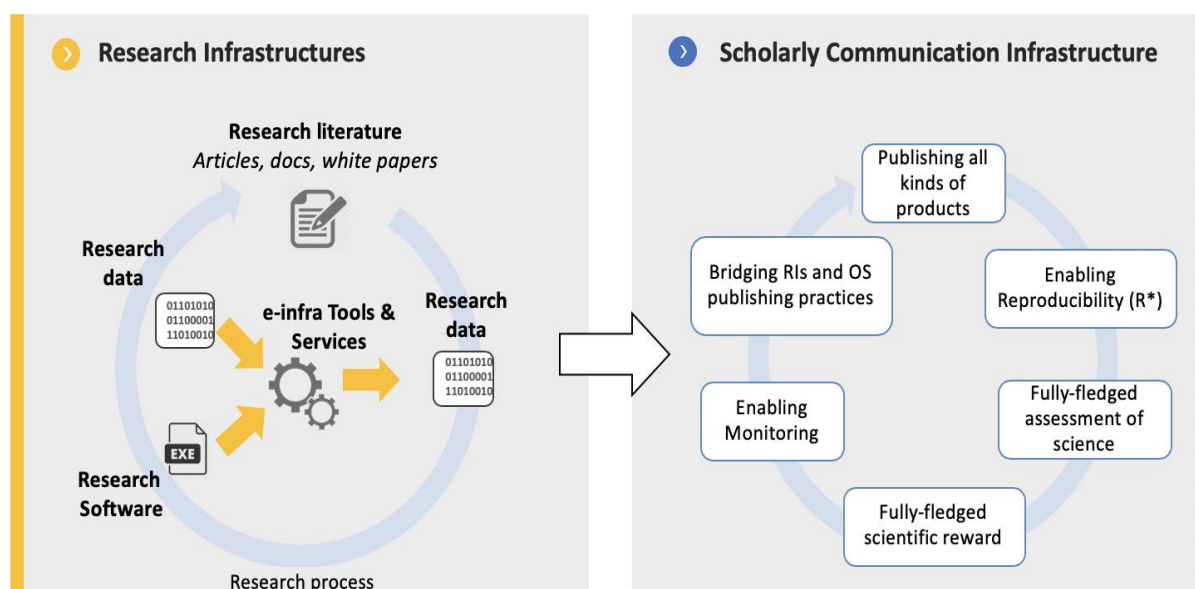 Research Infrastructures
Research literature
Articles, docs, white papers
Research
data
01101010
01100001
11010010
e-infra Tools &
Services
Research
data
01101010
01100001
11010010
EXE
Research
Software
Research process
Scholarly Communication Infrastructure
Publishing all
kinds of
products
Enabling
Reproducibility (R*)
Fully-fledged
assessment of
science
Fully-fledged
scientific reward
Enabling
Monitoring
Bridging RIs and OS
publishing practices